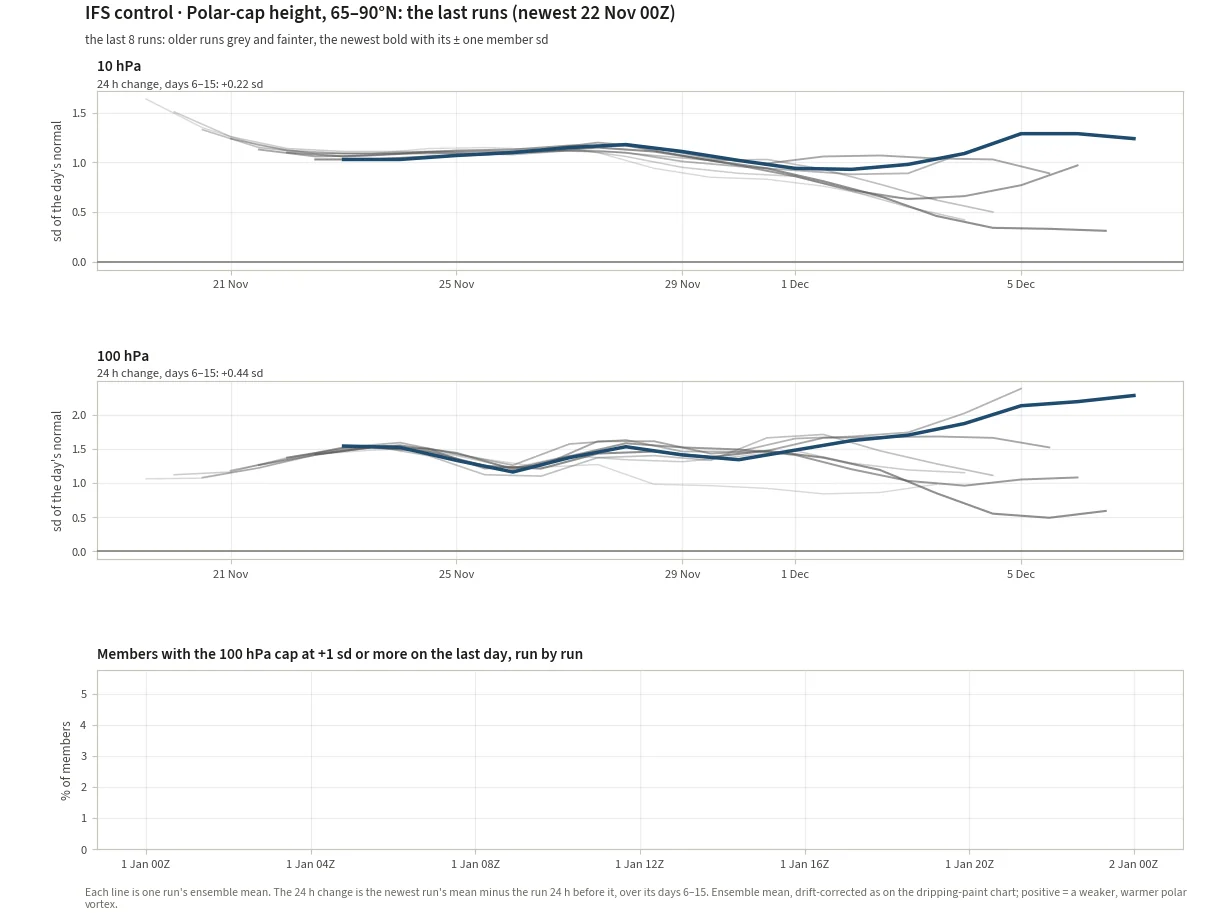 IFS control · Polar-cap height, 65–90°N: the last runs (newest 22 Nov 00Z)
the last 8 runs: older runs grey and fainter, the newest bold with its ± one member sd
10 hPa
24 h change, days 6–15: +0.22 sd
sd of the day's normal
1.5
1.0
0.5
0.0
21 Nov
25 Nov
29 Nov
1 Dec
5 Dec
100 hPa
24 h change, days 6–15: +0.44 sd
sd of the day's normal
2.0
1.5
1.0
0.5
0.0
21 Nov
25 Nov
29 Nov
1 Dec
5 Dec
Members with the 100 hPa cap at +1 sd or more on the last day, run by run
% of members
5
4
3
2
1
0
1 Jan 00Z
1 Jan 04Z
1 Jan 08Z
1 Jan 12Z
1 Jan 16Z
1 Jan 20Z
2 Jan 00Z
Each line is one run's ensemble mean. The 24 h change is the newest run's mean minus the run 24 h before it, over its days 6–15. Ensemble mean, drift-corrected as on the dripping-paint chart; positive = a weaker, warmer polar
vortex.